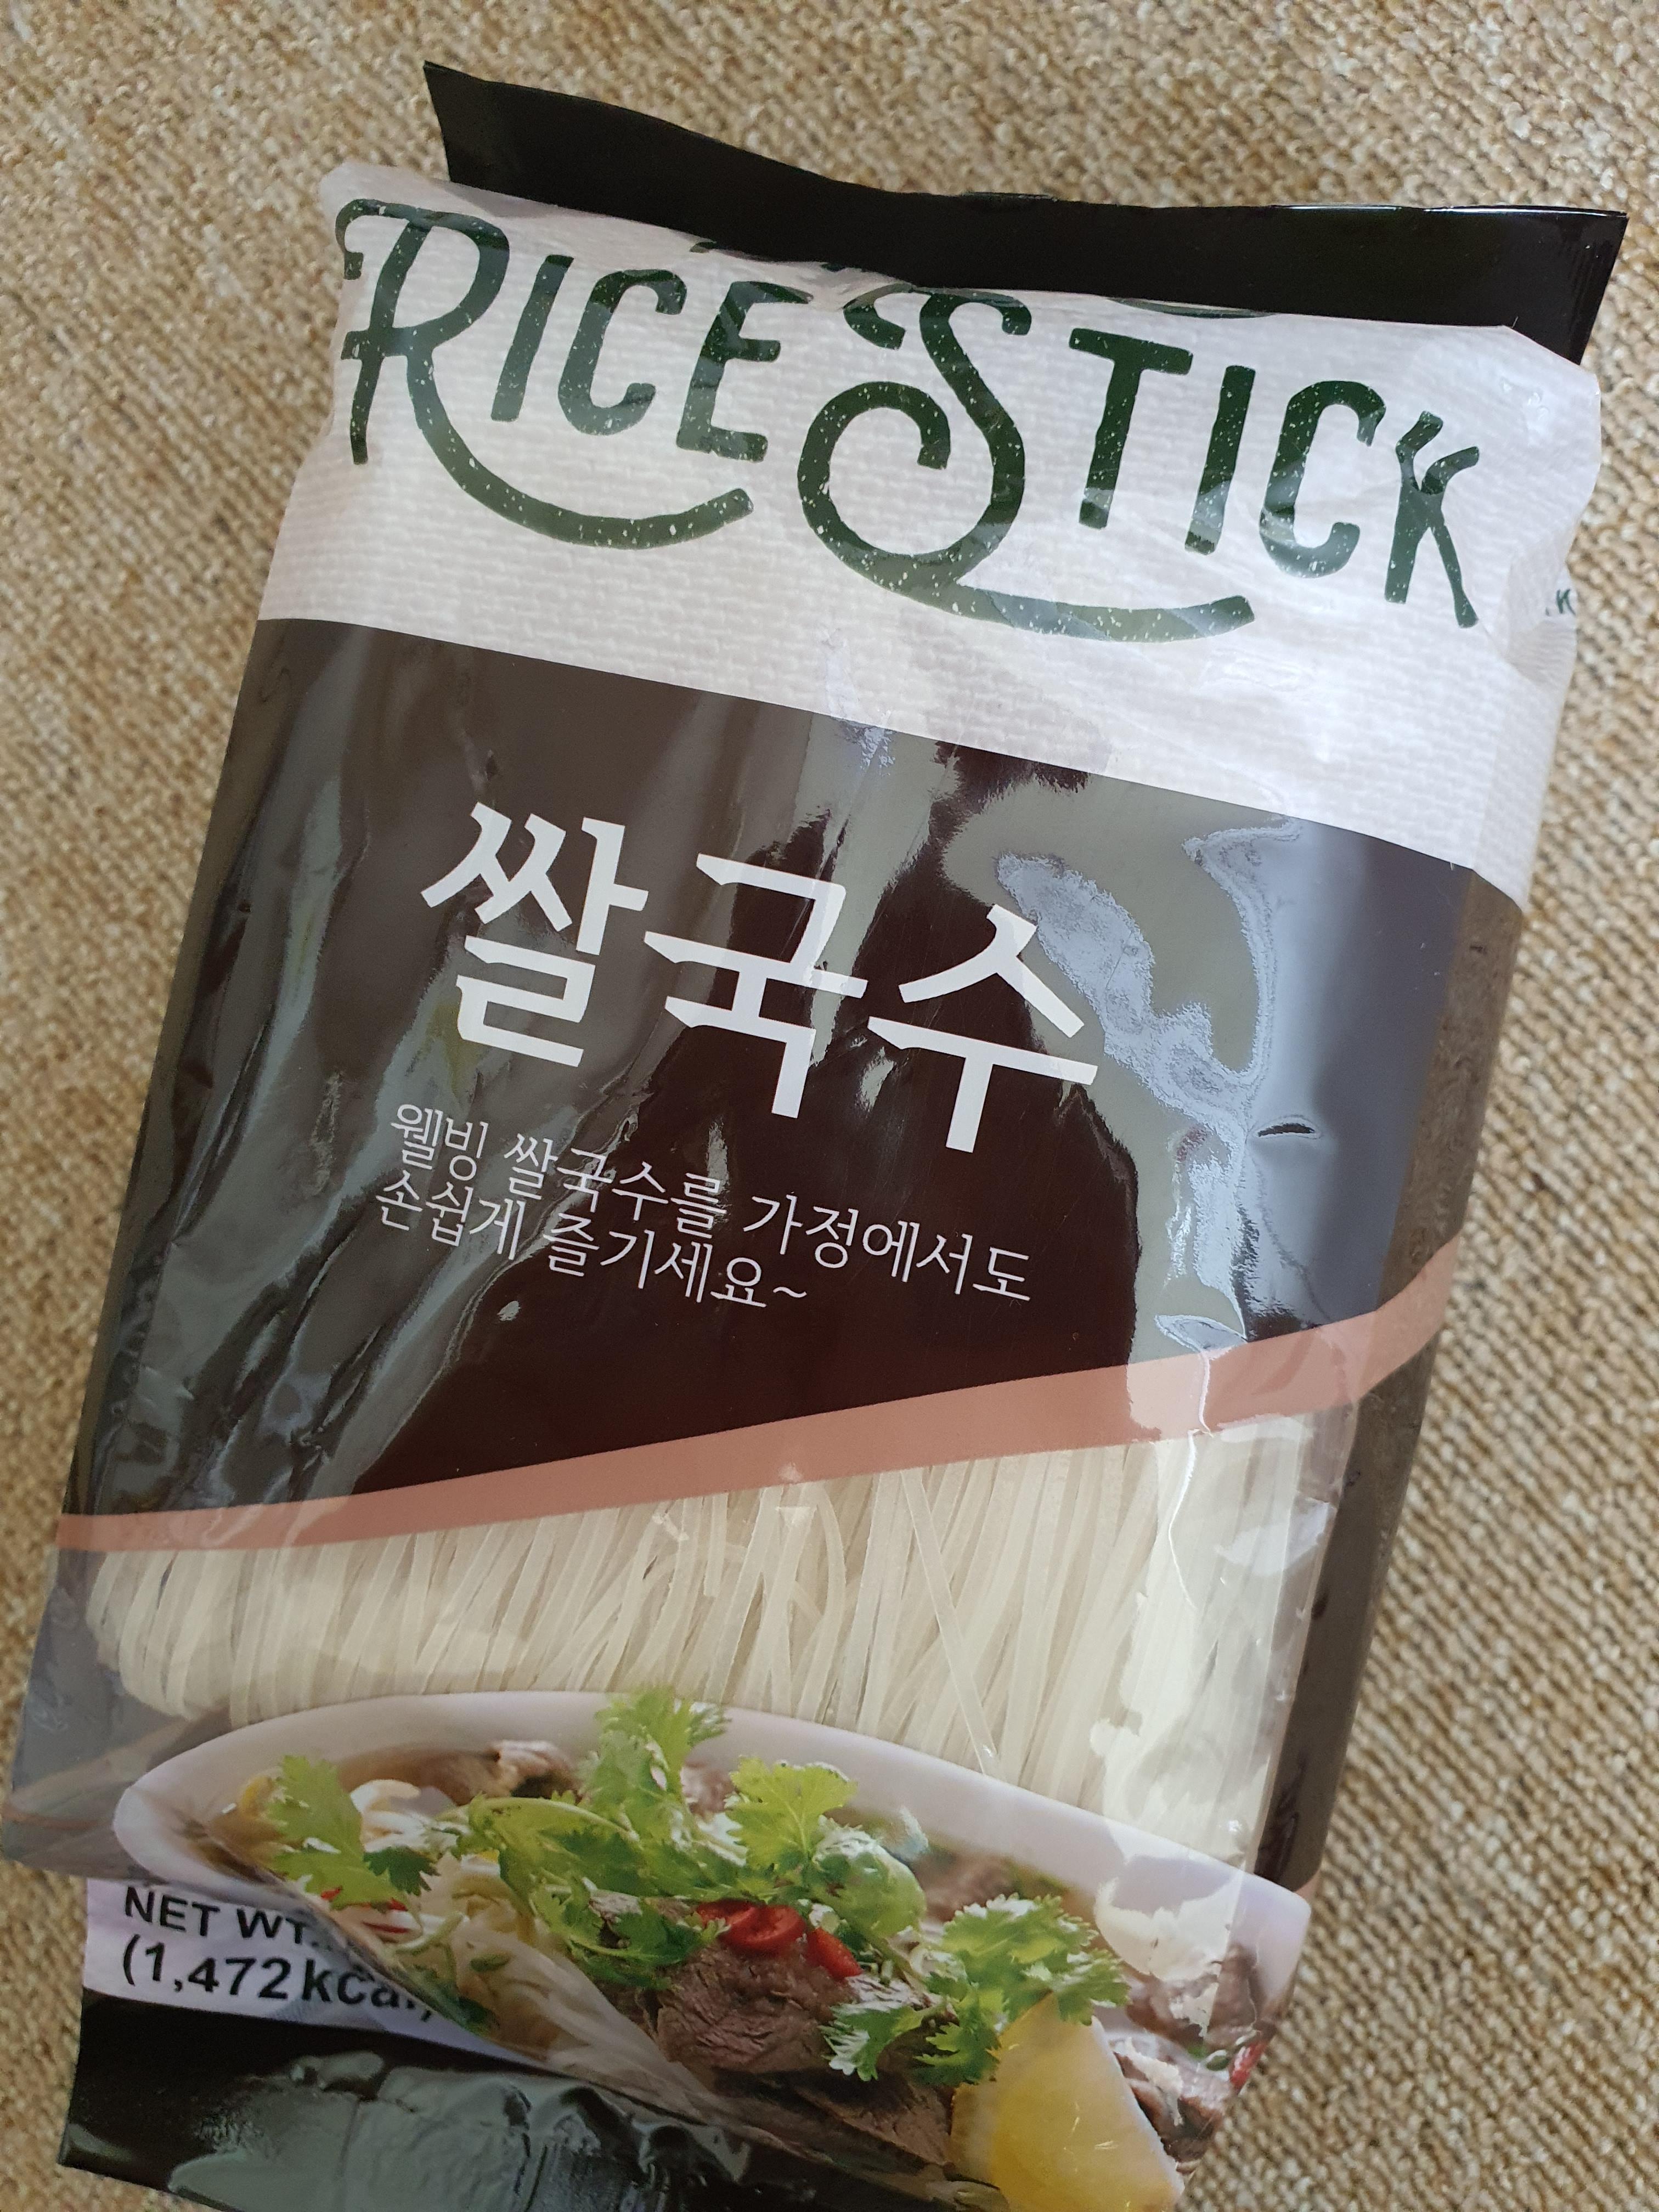 RICE STICK
쌀국수
웰빙 쌀국수를 가정에서도
손쉽게 즐기세요~
NET WT.
(1,472 kcal)